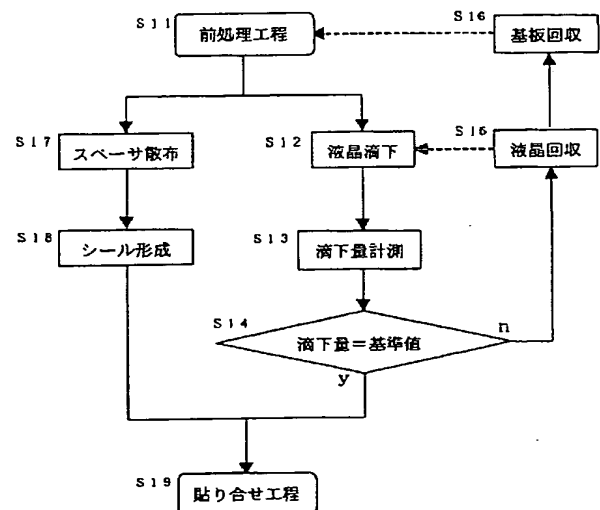 S11
前処理工程
S16
基板回収
S17
スペーサ散布
S12
液晶滴下
S15
液晶回収
S18
シール形成
S13
滴下量計測
S14
滴下量＝基準値
n
y
S19
貼り合せ工程